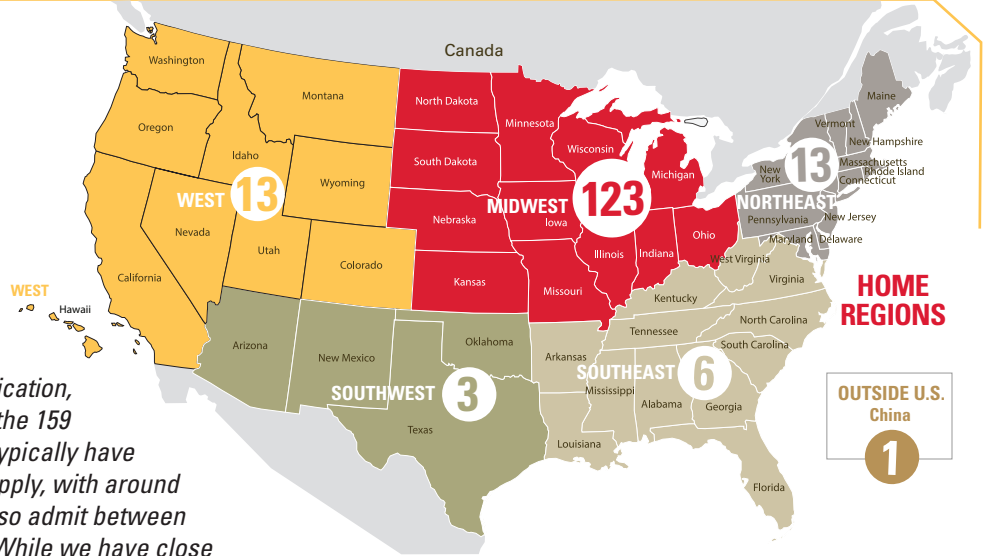 Canada
Washington
Oregon
Idaho
Montana
Wyoming
WEST 13
Nevada
Utah
Colorado
California
WEST
Hawaii
North Dakota
South Dakota
Nebraska
Kansas
Minnesota
Wisconsin
Michigan
MIDWEST 123
Iowa
Illinois
Indiana
Ohio
Missouri
Maine
Vermont
New Hampshire
Massachusetts
Rhode Island
Connecticut
New York
13
NORTHEAST
Pennsylvania
New Jersey
Maryland
Delaware
West Virginia
Virginia
Kentucky
North Carolina
Tennessee
South Carolina
Arkansas
SOUTHEAST 6
Mississippi
Alabama
Georgia
Louisiana
Florida
Arizona
New Mexico
Oklahoma
SOUTHWEST 3
Texas
HOME
REGIONS
OUTSIDE U.S.
China
1
ication,
the 159
ypically have
pply, with around
so admit between
While we have close